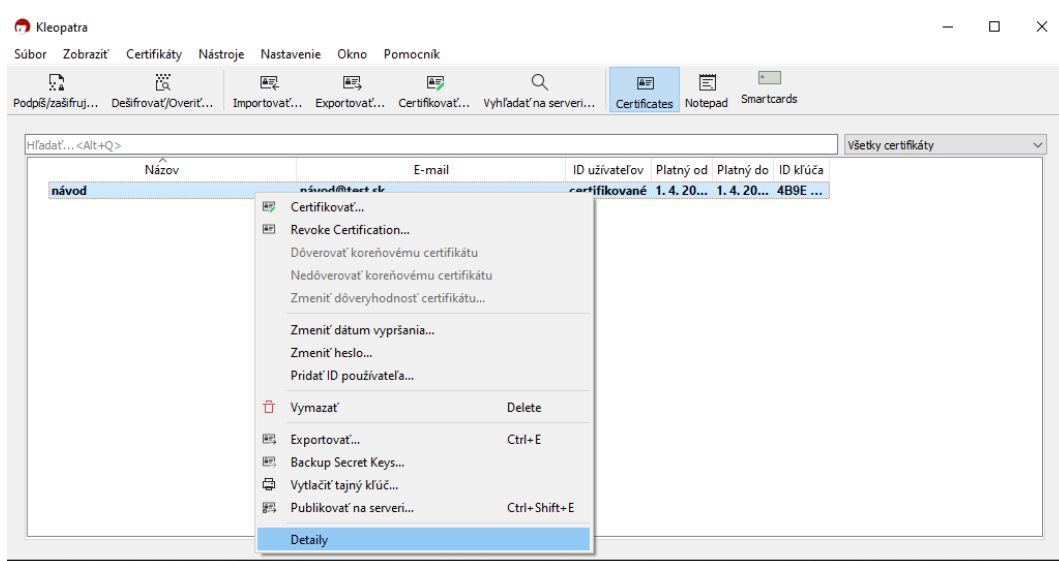 Kleopatra
Súbor Zobraziť Certifikáty Nástroje Nastavenie Okno Pomocník
Podpíš/zašifruj... Dešifrovať/Overiť... Importovať... Exportovať... Certifikovať... Vyhľadať na serveri... Certificates Notepad Smartcards
Hľadať...<Alt+Q> Všetky certifikáty
Názov E-mail ID užívateľov Platný od Platný do ID kľúča
návod návod@test.sk certifikované 1. 4. 20... 1. 4. 20... 4B9E ...
Certifikovať...
Revoke Certification...
Dôverovať koreňovému certifikátu
Nedôverovať koreňovému certifikátu
Zmeniť dôveryhodnosť certifikátu...
Zmeniť dátum vypršania...
Zmeniť heslo...
Pridať ID používateľa...
Vymazať Delete
Exportovať... Ctrl+E
Backup Secret Keys...
Vytlačiť tajný kľúč...
Publikovať na serveri... Ctrl+Shift+E
Detaily